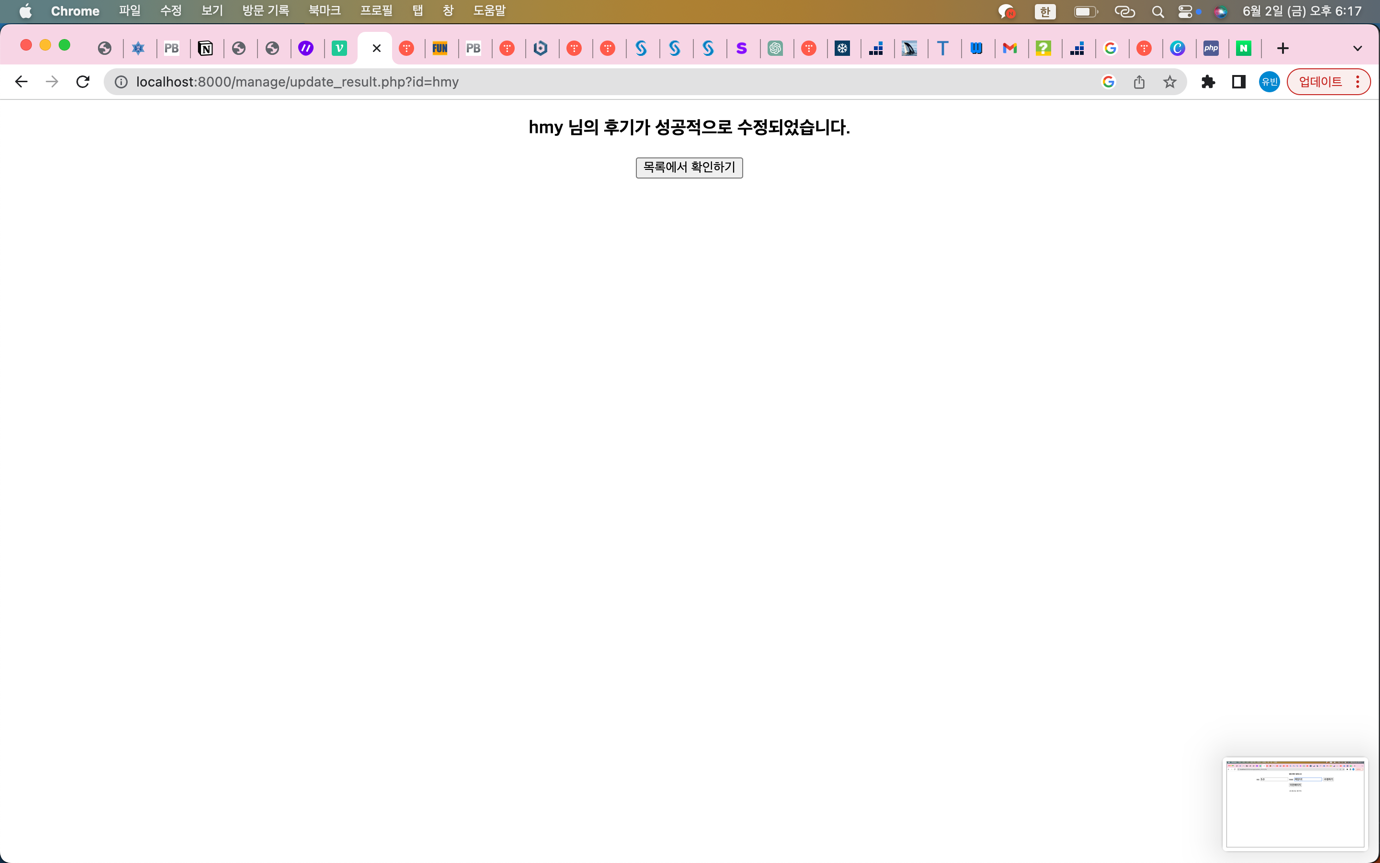 Chrome 파일 수정 보기 방문 기록 북마크 프로필 탭 창 도움말 한 6월 2일 (금) 오후 6:17
PB N v FUN PB S S S S T W ? G C php N
localhost:8000/manage/update_result.php?id=hmy G 유빈 업데이트
hmy 님의 후기가 성공적으로 수정되었습니다.
목록에서 확인하기